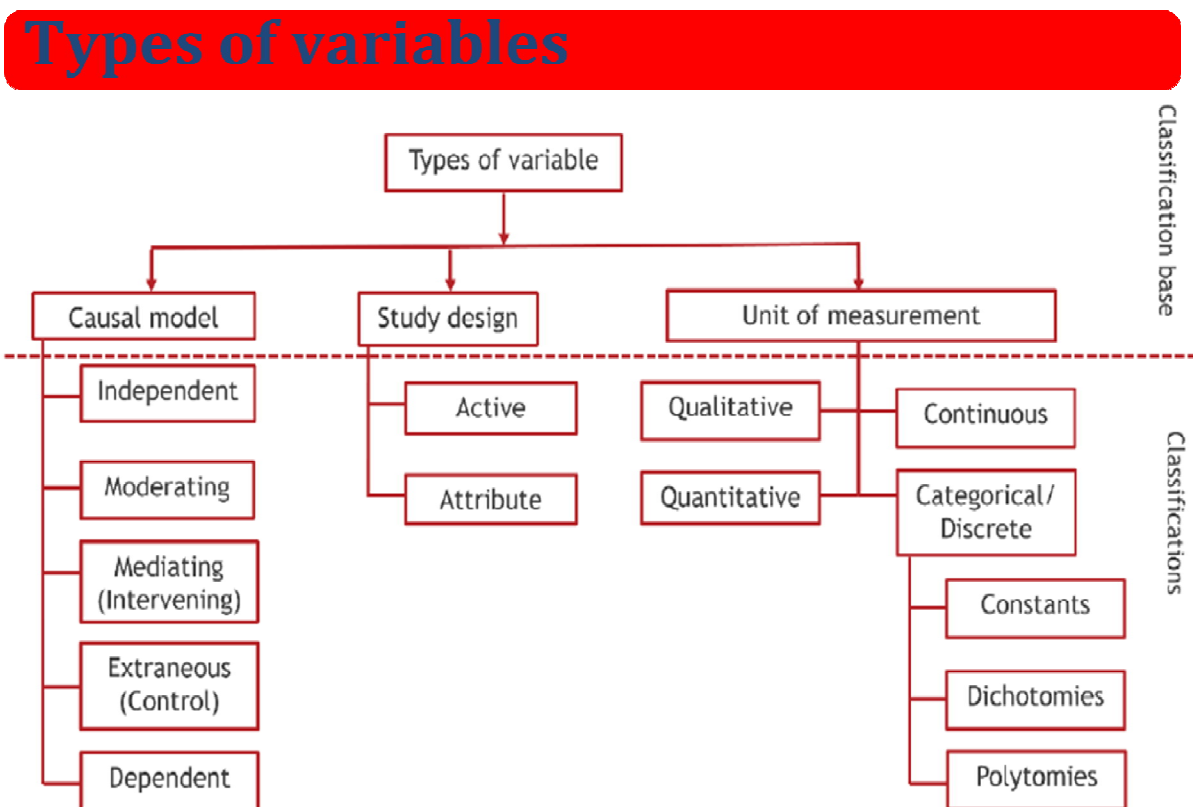 Types of variables
Classification base
Types of variable
Causal model
Study design
Unit of measurement
Independent
Moderating
Mediating
(Intervening)
Extraneous
(Control)
Dependent
Active
Attribute
Qualitative
Quantitative
Continuous
Categorical/
Discrete
Constants
Dichotomies
Polytomies
Classifications